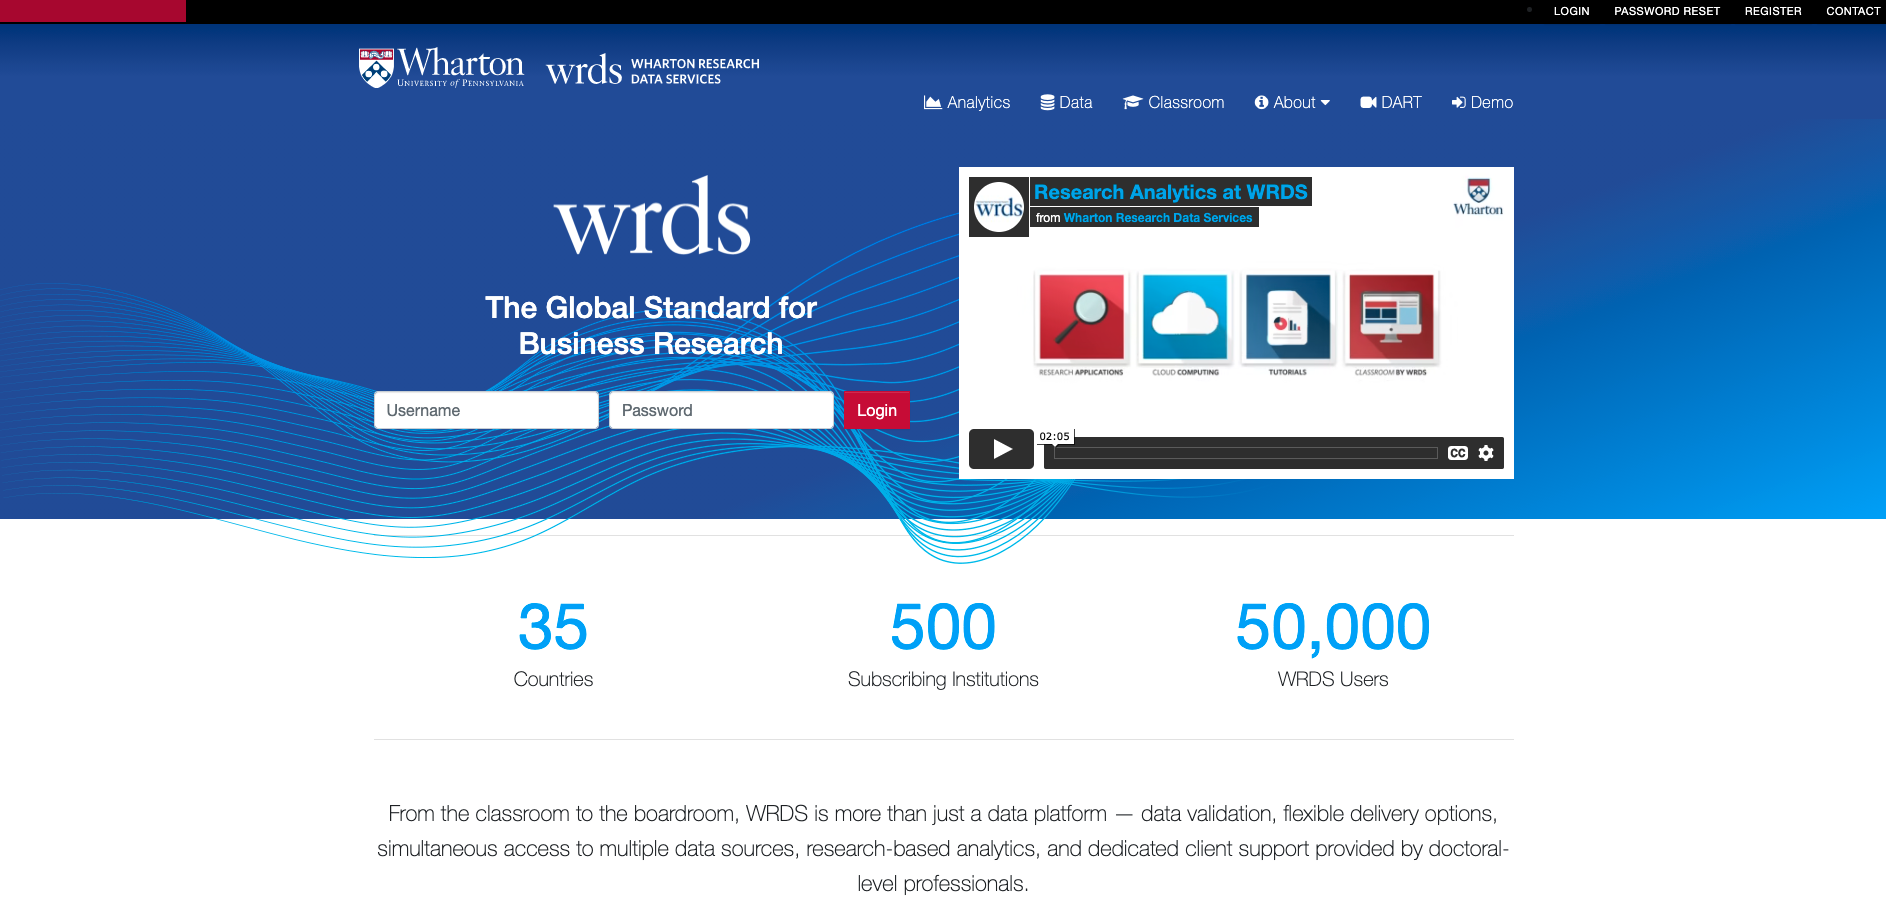 LOGIN PASSWORD RESET REGISTER CONTACT
Wharton
UNIVERSITY of PENNSYLVANIA
wrds WHARTON RESEARCH
DATA SERVICES
Analytics Data Classroom About DART Demo
wrds
The Global Standard for
Business Research
Username Password Login
wrds
Research Analytics at WRDS
from Wharton Research Data Services
Wharton
RESEARCH APPLICATIONS CLOUD COMPUTING TUTORIALS CLASSROOM BY WRDS
02:05
CC
35 500 50,000
Countries Subscribing Institutions WRDS Users
From the classroom to the boardroom, WRDS is more than just a data platform — data validation, flexible delivery options,
simultaneous access to multiple data sources, research-based analytics, and dedicated client support provided by doctoral-
level professionals.